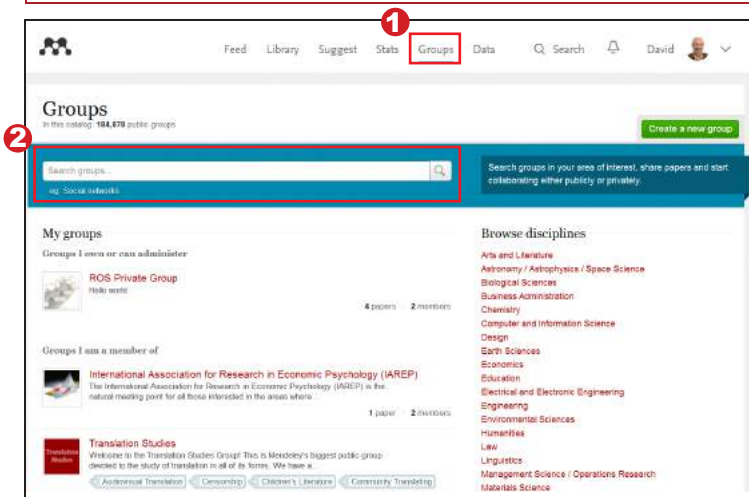 1
Feed Library Suggest Stats Groups Data Search David
Groups
In this catalog: 184,878 public groups
Create a new group
2
Search groups...
eg. Social networks
Search groups in your area of interest, share papers and start
collaborating either publicly or privately.
My groups
Groups I own or can administer
ROS Private Group
Hello world
4 papers 2 members
Groups I am a member of
International Association for Research in Economic Psychology (IAREP)
The International Association for Research in Economic Psychology (IAREP) is the
natural meeting point for all those interested in the areas where...
1 paper 2 members
Translation Studies
Translation Studies
Welcome to the Translation Studies Group! This is Mendeley's biggest public group
devoted to the study of translation in all of its forms. We have a...
Audiovisual Translation Censorship Children's Literature Community Translating
Browse disciplines
Arts and Literature
Astronomy / Astrophysics / Space Science
Biological Sciences
Business Administration
Chemistry
Computer and Information Science
Design
Earth Sciences
Economics
Education
Electrical and Electronic Engineering
Engineering
Environmental Sciences
Humanities
Law
Linguistics
Management Science / Operations Research
Materials Science